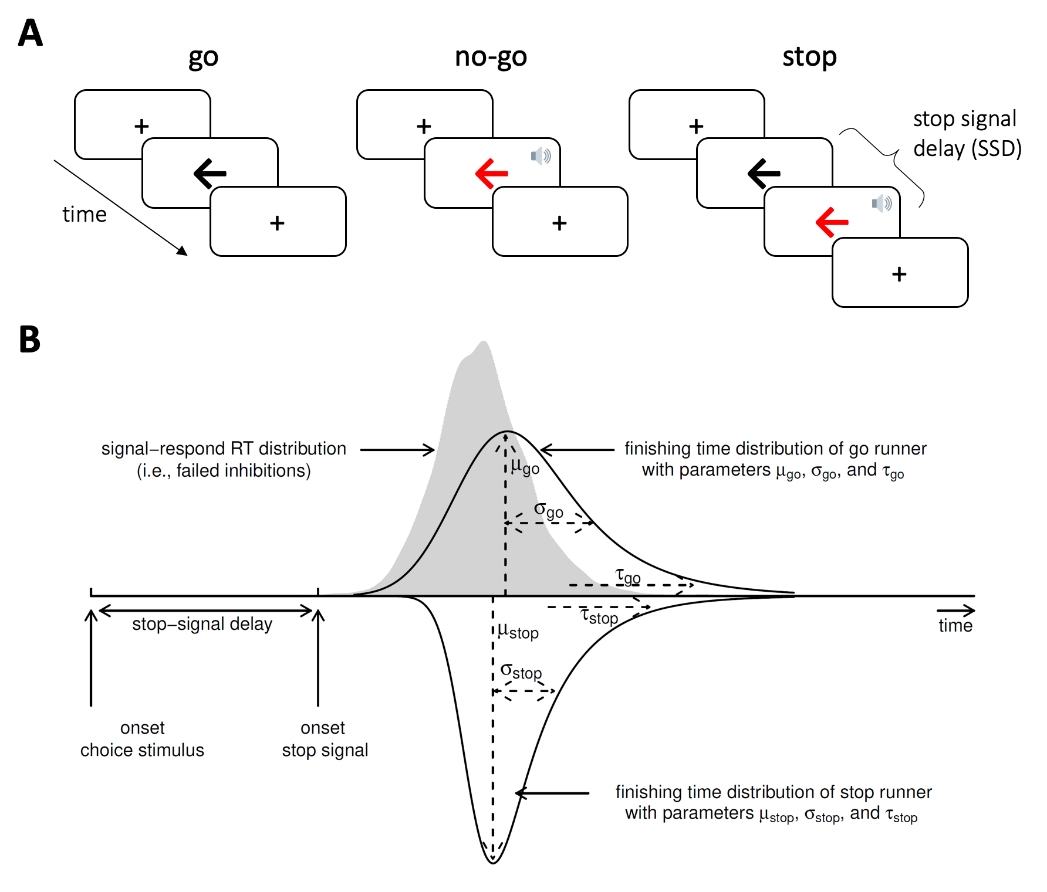 A
go
no-go
stop
+
+
+
stop signal
delay (SSD)
time
+
+
+
B
signal−respond RT distribution
(i.e., failed inhibitions)
finishing time distribution of go runner
with parameters μgo, σgo, and τgo
μgo
σgo
τgo
τstop
stop−signal delay
time
μstop
σstop
onset
choice stimulus
onset
stop signal
finishing time distribution of stop runner
with parameters μstop, σstop, and τstop